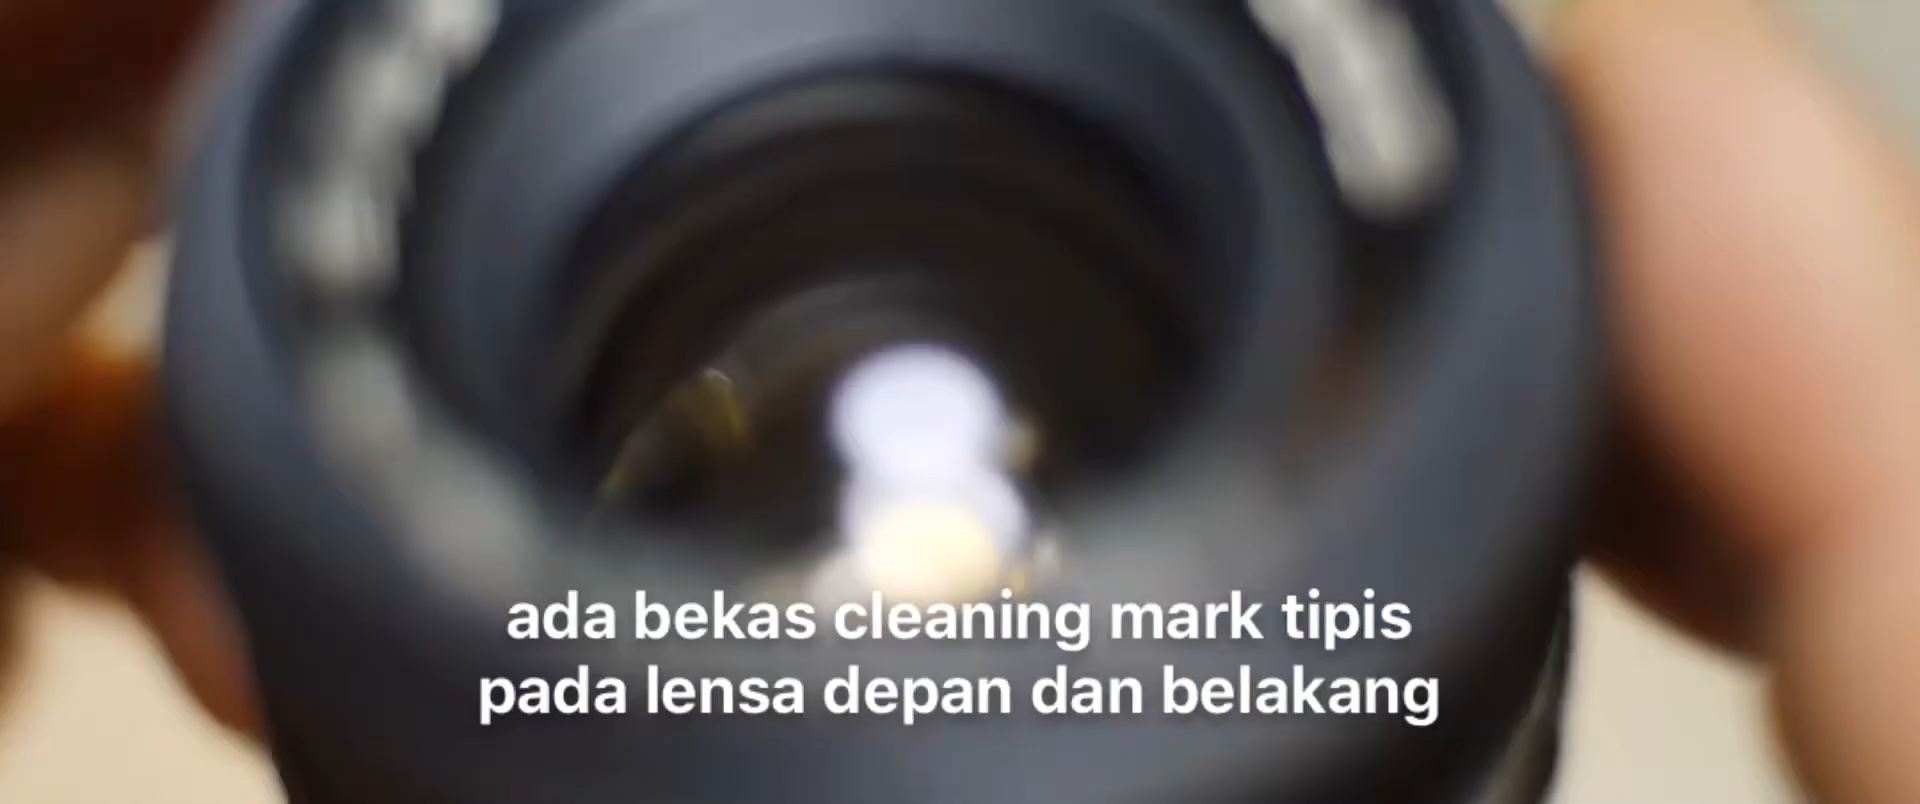 ada bekas cleaning mark tipis
pada lensa depan dan belakang